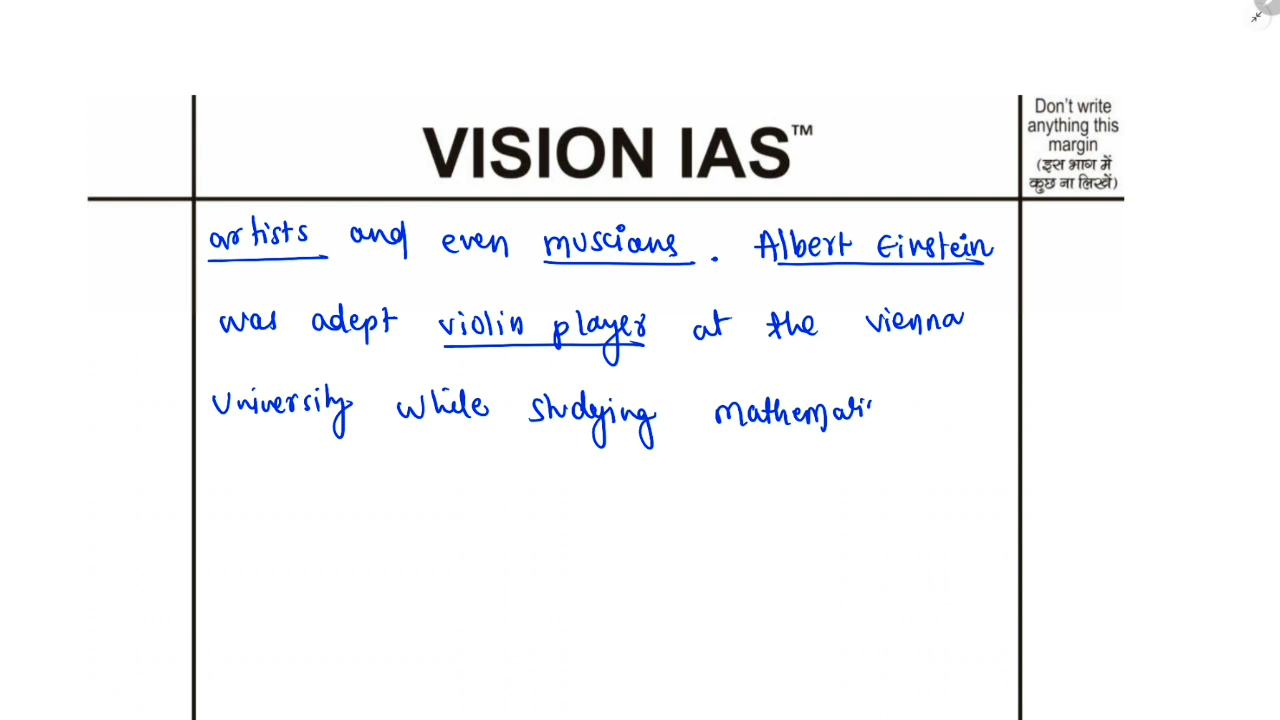 Don't write
anything this
margin
(इस भाग में
कुछ ना लिखें)
VISION IAS™
artists and even muscians. Albert Einstein
was adept violin player at the vienna
University while studying mathemati